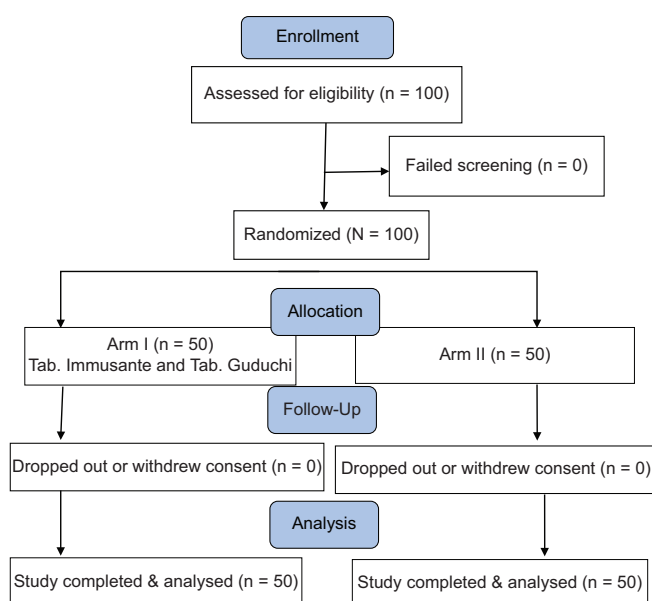 Enrollment
Assessed for eligibility (n = 100)
Failed screening (n = 0)
Randomized (N = 100)
Allocation
Arm I (n = 50)
Tab. Immusante and Tab. Guduchi
Arm II (n = 50)
Follow-Up
Dropped out or withdrew consent (n = 0)
Dropped out or withdrew consent (n = 0)
Analysis
Study completed & analysed (n = 50)
Study completed & analysed (n = 50)